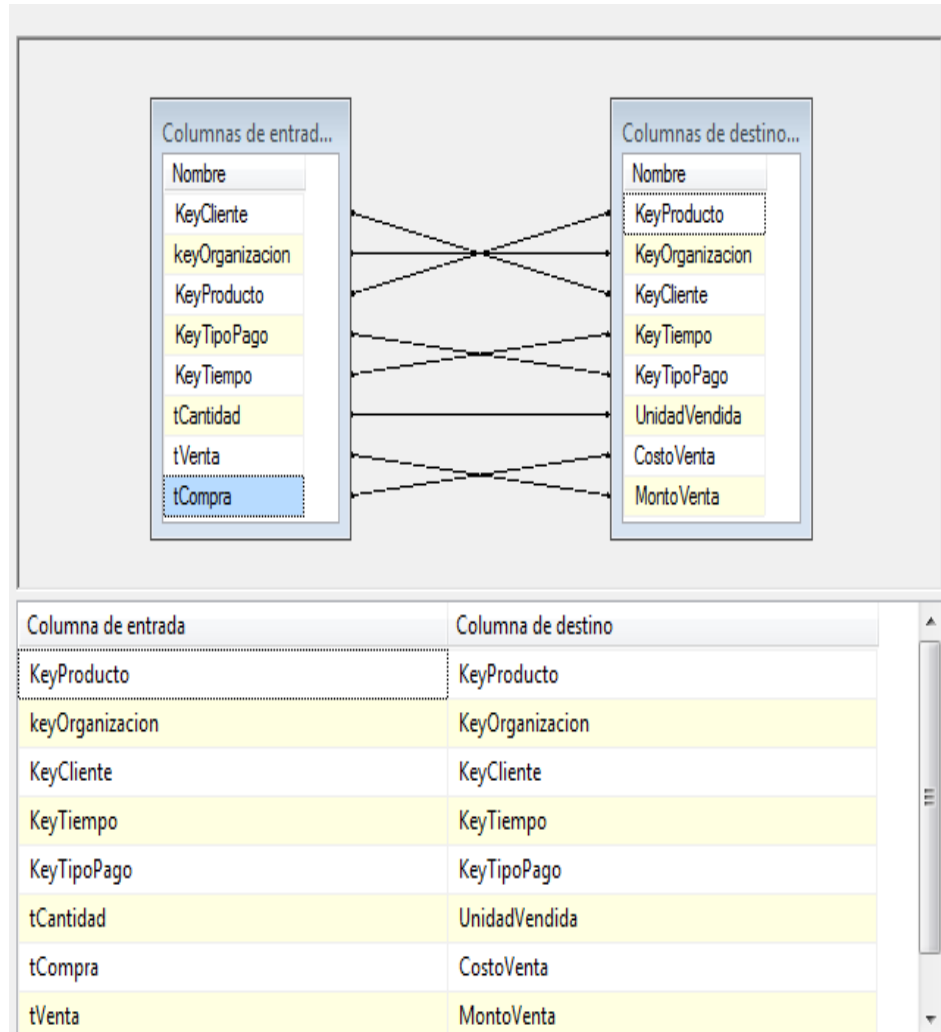 Columnas de entrad...
Nombre
KeyCliente
keyOrganizacion
KeyProducto
KeyTipoPago
KeyTiempo
tCantidad
tVenta
tCompra
Columnas de destino...
Nombre
KeyProducto
KeyOrganizacion
KeyCliente
KeyTiempo
KeyTipoPago
UnidadVendida
CostoVenta
MontoVenta
Columna de entrada Columna de destino
KeyProducto KeyProducto
keyOrganizacion KeyOrganizacion
KeyCliente KeyCliente
KeyTiempo KeyTiempo
KeyTipoPago KeyTipoPago
tCantidad UnidadVendida
tCompra CostoVenta
tVenta MontoVenta